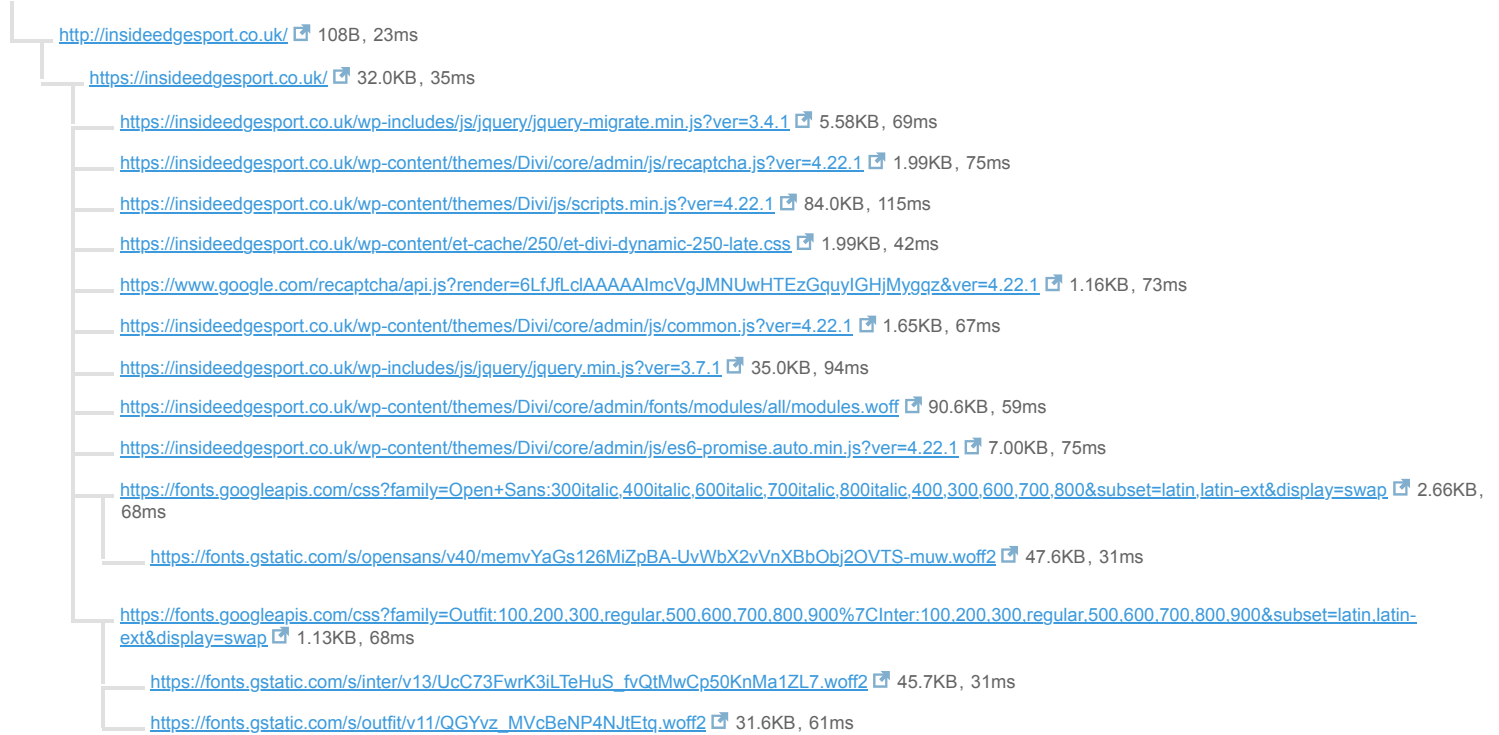 http://insideedgesport.co.uk/ 108B, 23ms
https://insideedgesport.co.uk/ 32.0KB, 35ms
https://insideedgesport.co.uk/wp-includes/js/jquery/jquery-migrate.min.js?ver=3.4.1 5.58KB, 69ms
https://insideedgesport.co.uk/wp-content/themes/Divi/core/admin/js/recaptcha.js?ver=4.22.1 1.99KB, 75ms
https://insideedgesport.co.uk/wp-content/themes/Divi/js/scripts.min.js?ver=4.22.1 84.0KB, 115ms
https://insideedgesport.co.uk/wp-content/et-cache/250/et-divi-dynamic-250-late.css 1.99KB, 42ms
https://www.google.com/recaptcha/api.js?render=6LfJfLclAAAAAImcVgJMNUwHTEzGquyIGHjMygqz&ver=4.22.1 1.16KB, 73ms
https://insideedgesport.co.uk/wp-content/themes/Divi/core/admin/js/common.js?ver=4.22.1 1.65KB, 67ms
https://insideedgesport.co.uk/wp-includes/js/jquery/jquery.min.js?ver=3.7.1 35.0KB, 94ms
https://insideedgesport.co.uk/wp-content/themes/Divi/core/admin/fonts/modules/all/modules.woff 90.6KB, 59ms
https://insideedgesport.co.uk/wp-content/themes/Divi/core/admin/js/es6-promise.auto.min.js?ver=4.22.1 7.00KB, 75ms
https://fonts.googleapis.com/css?family=Open+Sans:300italic,400italic,600italic,700italic,800italic,400,300,600,700,800&subset=latin,latin-ext&display=swap 2.66KB,
68ms
https://fonts.gstatic.com/s/opensans/v40/memvYaGs126MiZpBA-UvWbX2vVnXBbObj2OVTS-muw.woff2 47.6KB, 31ms
https://fonts.googleapis.com/css?family=Outfit:100,200,300,regular,500,600,700,800,900%7CInter:100,200,300,regular,500,600,700,800,900&subset=latin,latin-
ext&display=swap 1.13KB, 68ms
https://fonts.gstatic.com/s/inter/v13/UcC73FwrK3iLTeHuS_fvQtMwCp50KnMa1ZL7.woff2 45.7KB, 31ms
https://fonts.gstatic.com/s/outfit/v11/QGYvz_MVcBeNP4NJtEtq.woff2 31.6KB, 61ms